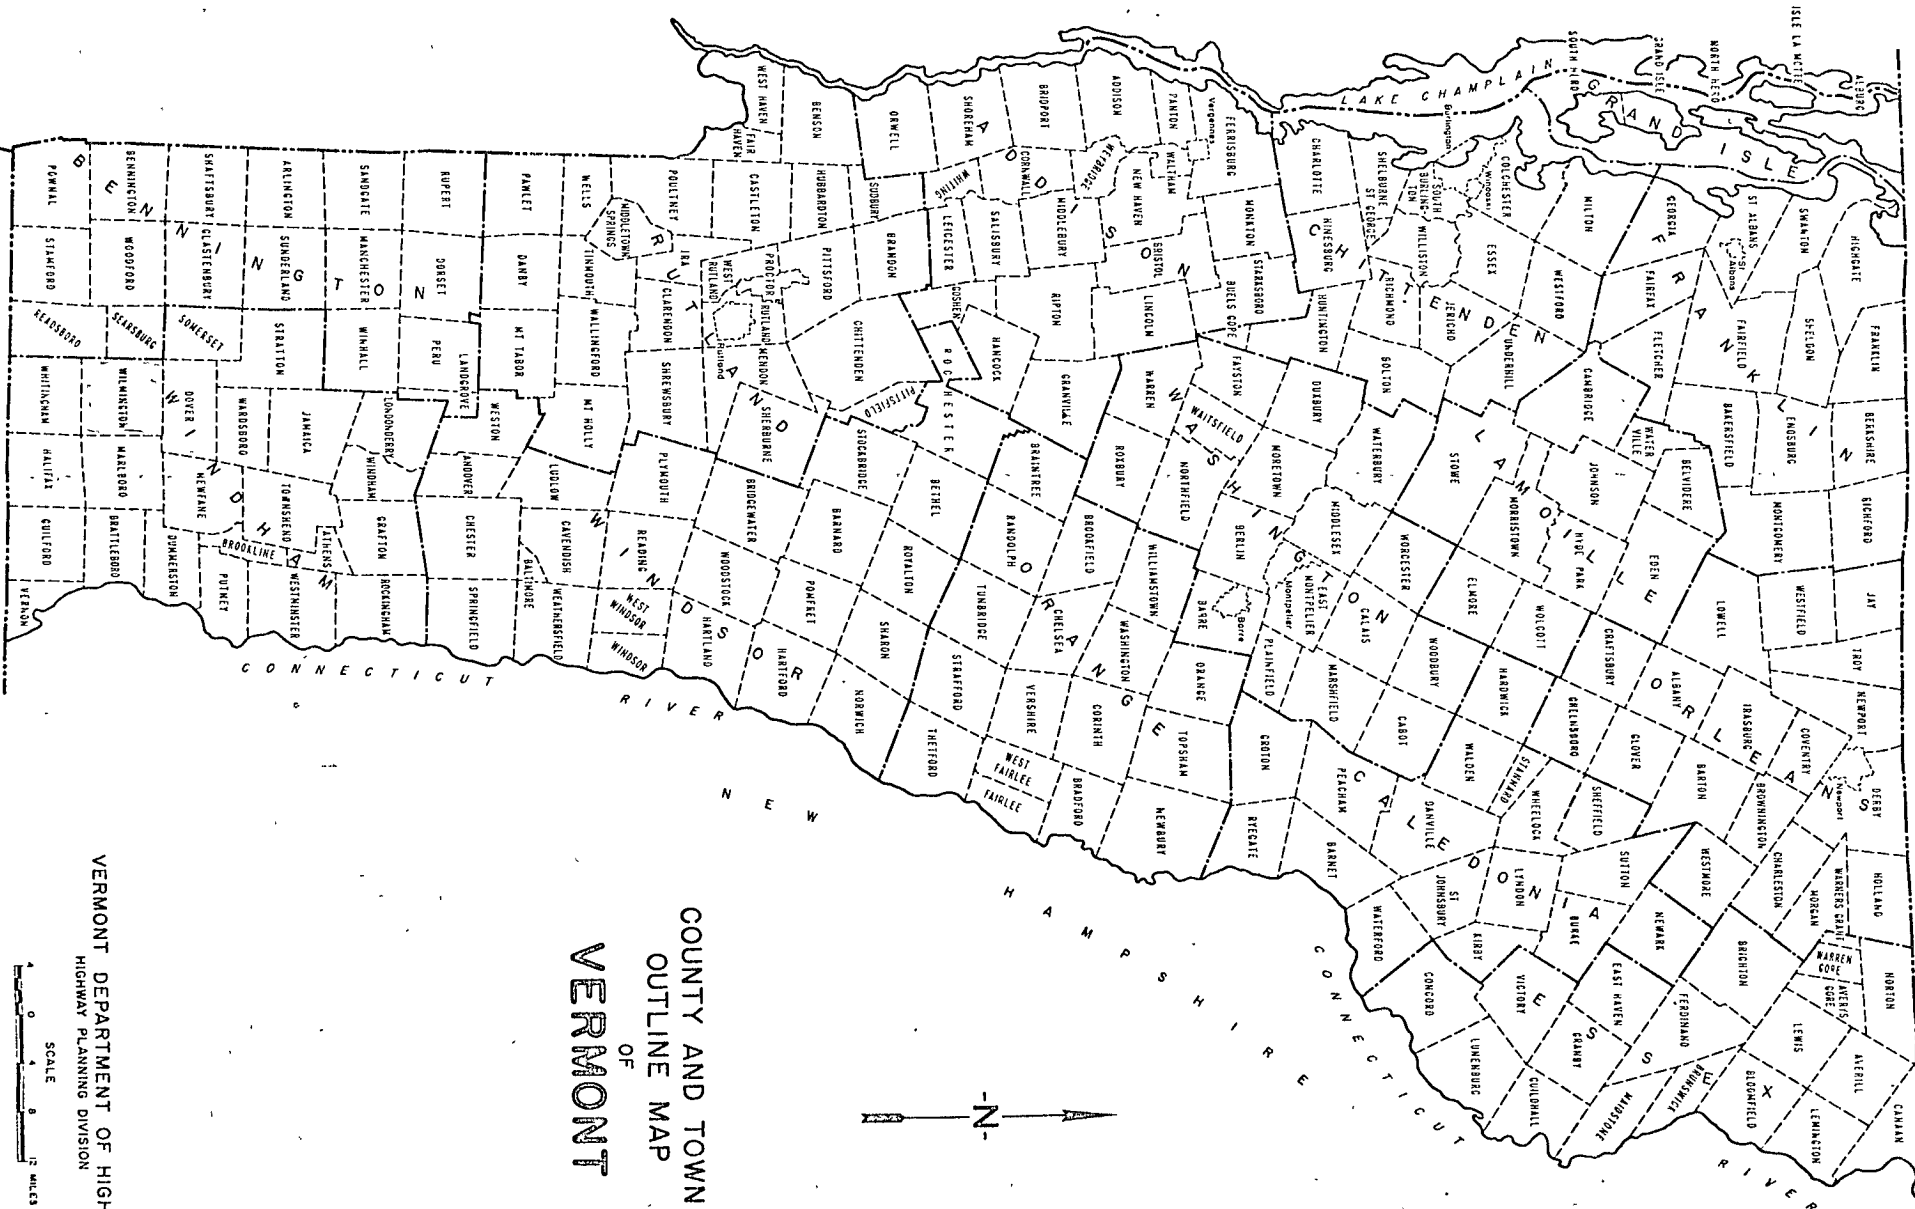 COUNTY AND TOWN
OUTLINE MAP
OF
VERMONT
-N-
VERMONT DEPARTMENT OF HIGH
HIGHWAY PLANNING DIVISION
SCALE
4 0 4 8 12 MILES
LAKE CHAMPLAIN
GRAND ISLE
FRANKLIN
ORLEANS
ESSEX
CHITTENDEN
LAMOILLE
CALEDONIA
WASHINGTON
ADDISON
ORANGE
RUTLAND
WINDSOR
BENNINGTON
WINDHAM
NEW HAMPSHIRE
CONNECTICUT RIVER
CONNECTICUT RIVER
ALBURG
ISLE LA MOTTE
NORTH HERO
GRAND ISLE
SOUTH HERO
HIGHGATE
FRANKLIN
BERKSHIRE
RICHFORD
JAY
TROY
NEWPORT
DERBY
HOLLAND
NORTON
CANAAN
SWANTON
SHELDON
ENOSBURG
MONTGOMERY
WESTFIELD
COVENTRY
Newport
MORGAN
WARNERS GRANT
WARREN
GORE
AVERYS
GORE
AVERILL
LEMINGTON
ST ALBANS
St
Albans
FAIRFIELD
BAKERSFIELD
LOWELL
IRASBURG
BROWNINGTON
CHARLESTON
BRIGHTON
LEWIS
BLOOMFIELD
GEORGIA
FAIRFAX
FLETCHER
WATER
VILLE
BELVIDERE
EDEN
ALBANY
BARTON
WESTMORE
FERDINAND
BRUNSWICK
MAIDSTONE
MILTON
WESTFORD
CAMBRIDGE
JOHNSON
HYDE
PARK
CRAFTSBURY
GLOVER
SHEFFIELD
SUTTON
NEWARK
EAST HAVEN
GRANBY
GUILDHALL
COLCHESTER
Winooski
Burlington
ESSEX
UNDERHILL
JERICHO
MORRISTOWN
WOLCOTT
GREENSBORO
STANNARD
WHEELOCK
LYNDON
BURKE
VICTORY
LUNENBURG
SOUTH
BURLING
TON
WILLISTON
STOWE
ELMORE
HARDWICK
WALDEN
DANVILLE
ST
JOHNSBURY
KIRBY
CONCORD
SHELBURNE
ST GEORGE
RICHMOND
BOLTON
WATERBURY
WORCESTER
WOODBURY
CABOT
PEACHAM
BARNET
WATERFORD
CHARLOTTE
HINESBURG
HUNTINGTON
DUXBURY
MIDDLESEX
EAST
MONTPELIER
Montpelier
CALAIS
MARSHFIELD
PLAINFIELD
GROTON
RYEGATE
FERRISBURG
Vergennes
MONKTON
STARKSBORO
BUELS GORE
FAYSTON
MORETOWN
BERLIN
BARRE
Barre
ORANGE
TOPSHAM
NEWBURY
PANTON
WALTHAM
ADDISON
NEW HAVEN
BRISTOL
LINCOLN
WARREN
WAITSFIELD
NORTHFIELD
WILLIAMSTOWN
WASHINGTON
CORINTH
BRADFORD
BRIDPORT
WEYBRIDGE
MIDDLEBURY
RIPTON
GRANVILLE
ROXBURY
BROOKFIELD
CHELSEA
VERSHIRE
WEST
FAIRLEE
FAIRLEE
SHOREHAM
CORNWALL
SALISBURY
HANCOCK
BRAINTREE
RANDOLPH
TUNBRIDGE
STRAFFORD
THETFORD
ORWELL
WHITING
LEICESTER
GOSHEN
ROCHESTER
BETHEL
ROYALTON
SHARON
NORWICH
BENSON
SUDBURY
HUBBARDTON
BRANDON
PITTSFORD
CHITTENDEN
PITTSFIELD
STOCKBRIDGE
BARNARD
POMFRET
HARTFORD
WEST HAVEN
FAIR
HAVEN
CASTLETON
PROCTOR
WEST
RUTLAND
RUTLAND
Rutland
MENDON
SHERBURNE
BRIDGEWATER
WOODSTOCK
HARTLAND
POULTNEY
IRA
CLARENDON
SHREWSBURY
PLYMOUTH
READING
WEST
WINDSOR
WINDSOR
WELLS
MIDDLETOWN
SPRINGS
TINMOUTH
WALLINGFORD
MT HOLLY
LUDLOW
CAVENDISH
BALTIMORE
WEATHERSFIELD
PAWLET
DANBY
MT TABOR
WESTON
ANDOVER
CHESTER
SPRINGFIELD
RUPERT
DORSET
PERU
LANDGROVE
LONDONDERRY
WINDHAM
GRAFTON
ROCKINGHAM
SANDGATE
MANCHESTER
WINHALL
JAMAICA
TOWNSHEND
ATHENS
WESTMINSTER
ARLINGTON
SUNDERLAND
STRATTON
WARDSBORO
NEWFANE
BROOKLINE
PUTNEY
SHAFTSBURY
GLASTENBURY
SOMERSET
DOVER
DUMMERSTON
BENNINGTON
WOODFORD
SEARSBURG
WILMINGTON
MARLBORO
BRATTLEBORO
POWNAL
STAMFORD
READSBORO
WHITINGHAM
HALIFAX
GUILFORD
VERNON